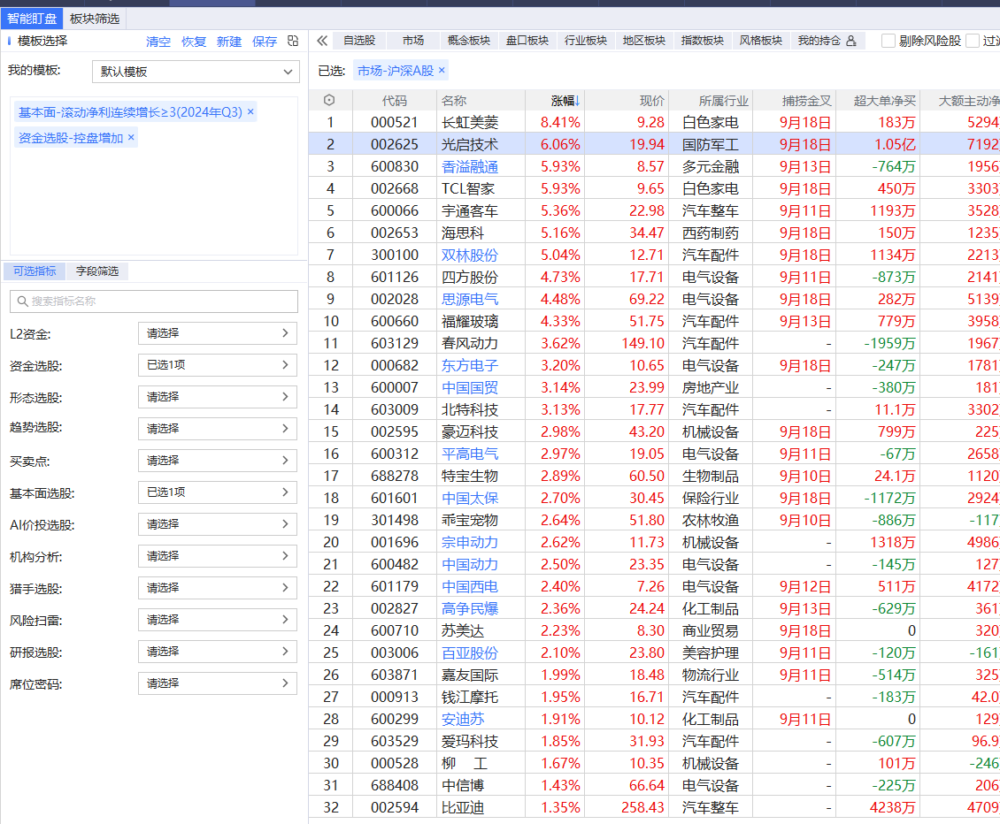 智能盯盘 板块筛选
模板选择 清空 恢复 新建 保存
我的模板: 默认模板
基本面-滚动净利连续增长≥3(2024年Q3) ×
资金选股-控盘增加 ×
可选指标 字段筛选
搜索指标名称
L2资金: 请选择
资金选股: 已选1项
形态选股: 请选择
趋势选股: 请选择
买卖点: 请选择
基本面选股: 已选1项
AI价投选股: 请选择
机构分析: 请选择
猎手选股: 请选择
风险扫雷: 请选择
研报选股: 请选择
席位密码: 请选择
自选股 市场 概念板块 盘口板块 行业板块 地区板块 指数板块 风格板块 我的持仓 剔除风险股
已选: 市场-沪深A股 ×
代码 名称 涨幅↓ 现价 所属行业 捕捞金叉 超大单净买 大额主动净
1 000521 长虹美菱 8.41% 9.28 白色家电 9月18日 183万 5294
2 002625 光启技术 6.06% 19.94 国防军工 9月18日 1.05亿 7192
3 600830 香溢融通 5.93% 8.57 多元金融 9月13日 -764万 1956
4 002668 TCL智家 5.93% 9.65 白色家电 9月18日 450万 3303
5 600066 宇通客车 5.36% 22.98 汽车整车 9月11日 1193万 3528
6 002653 海思科 5.16% 34.47 西药制药 9月18日 150万 1235
7 300100 双林股份 5.04% 12.71 汽车配件 9月18日 1134万 2213
8 601126 四方股份 4.73% 17.71 电气设备 9月11日 -873万 2141
9 002028 思源电气 4.48% 69.22 电气设备 9月18日 282万 5139
10 600660 福耀玻璃 4.33% 51.75 汽车配件 9月13日 779万 3958
11 603129 春风动力 3.62% 149.10 汽车配件 - -1959万 1967
12 000682 东方电子 3.20% 10.65 电气设备 9月18日 -247万 1781
13 600007 中国国贸 3.14% 23.99 房地产业 - -380万 181
14 603009 北特科技 3.13% 17.77 汽车配件 - 11.1万 3302
15 002595 豪迈科技 2.98% 43.20 机械设备 9月18日 799万 225
16 600312 平高电气 2.97% 19.05 电气设备 9月11日 -67万 2658
17 688278 特宝生物 2.89% 60.50 生物制品 9月10日 24.1万 1120
18 601601 中国太保 2.70% 30.45 保险行业 9月18日 -1172万 2924
19 301498 乖宝宠物 2.64% 51.80 农林牧渔 9月10日 -886万 -117
20 001696 宗申动力 2.62% 11.73 机械设备 - 1318万 4986
21 600482 中国动力 2.50% 23.35 电气设备 - -145万 127
22 601179 中国西电 2.40% 7.26 电气设备 9月12日 511万 4172
23 002827 高争民爆 2.36% 24.24 化工制品 9月13日 -629万 361
24 600710 苏美达 2.23% 8.30 商业贸易 9月18日 0 320
25 003006 百亚股份 2.10% 23.80 美容护理 9月11日 -120万 -161
26 603871 嘉友国际 1.99% 18.48 物流行业 9月11日 -514万 325
27 000913 钱江摩托 1.95% 16.71 汽车配件 - -183万 42.0
28 600299 安迪苏 1.91% 10.12 化工制品 9月11日 0 129
29 603529 爱玛科技 1.85% 31.93 汽车配件 - -607万 96.9
30 000528 柳 工 1.67% 10.35 机械设备 - 101万 -246
31 688408 中信博 1.43% 66.64 电气设备 - -225万 206
32 002594 比亚迪 1.35% 258.43 汽车整车 - 4238万 4709